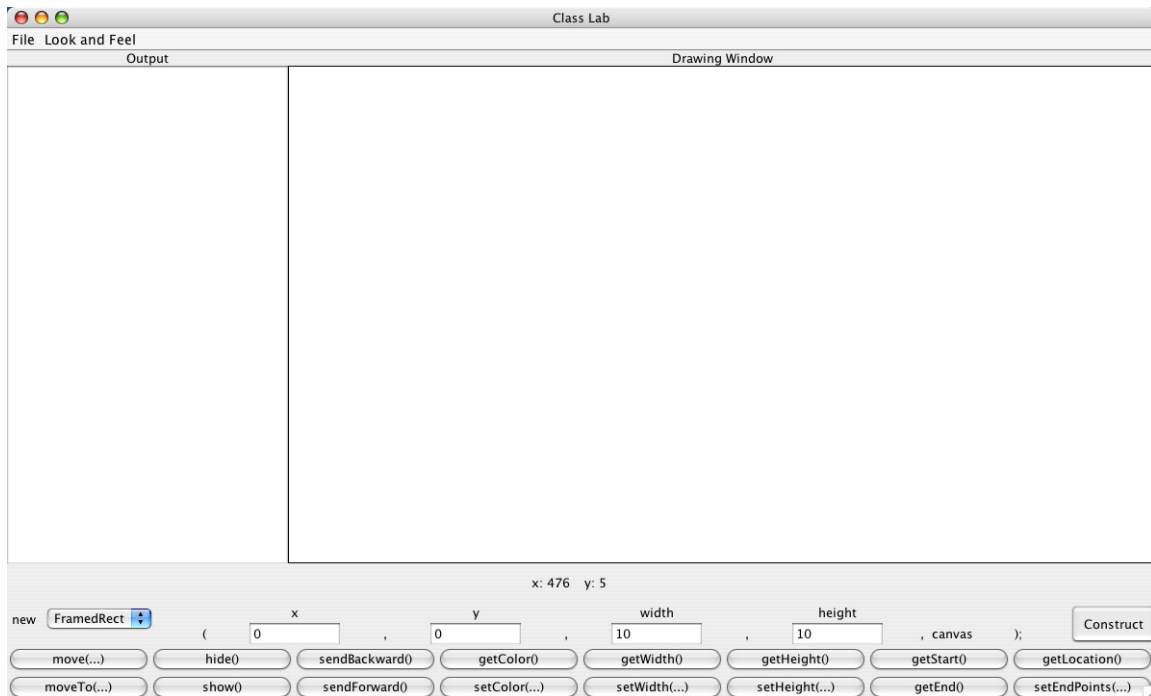 Class Lab
File Look and Feel
Output Drawing Window
x: 476 y: 5
x y width height
new FramedRect ( 0 , 0 , 10 , 10 , canvas ); Construct
move(...) hide() sendBackward() getColor() getWidth() getHeight() getStart() getLocation()
moveTo(...) show() sendForward() setColor(...) setWidth(...) setHeight(...) getEnd() setEndPoints(...)